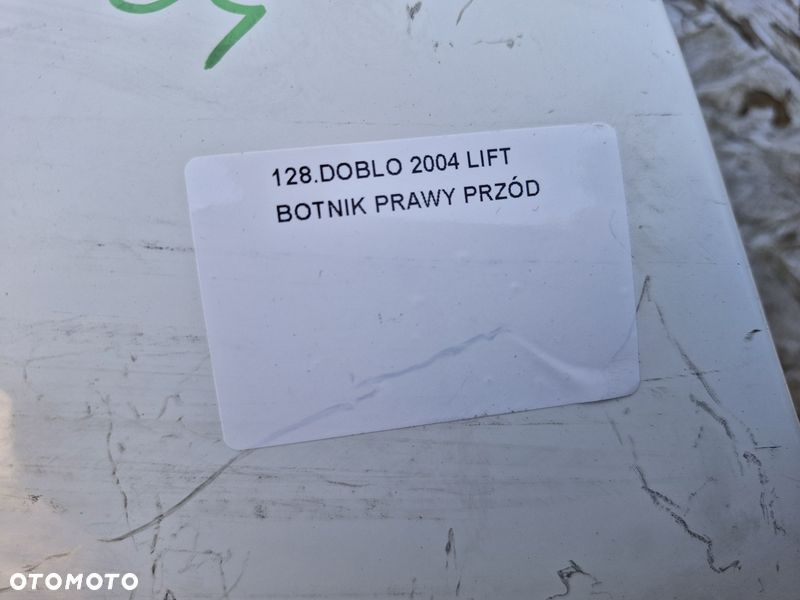 128.DOBLO 2004 LIFT
BOTNIK PRAWY PRZÓD
OTOMOTO